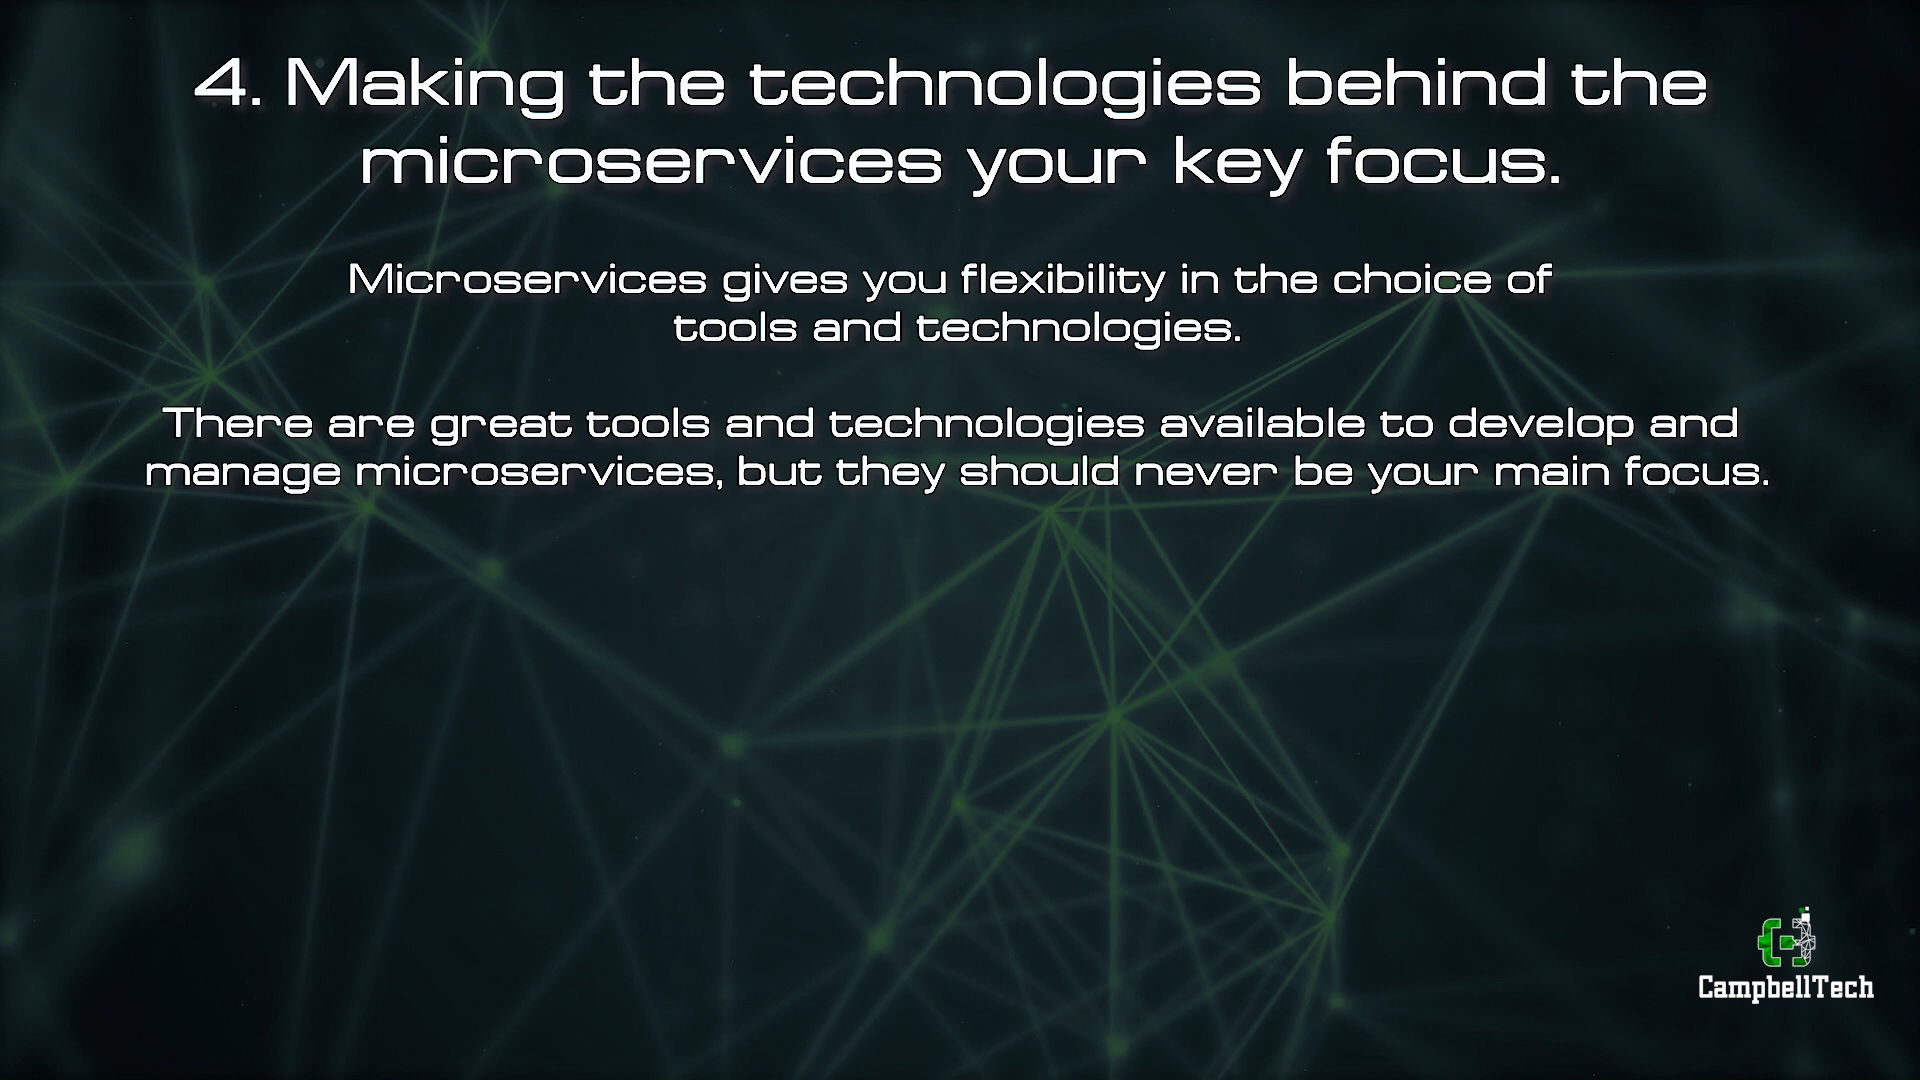 4. Making the technologies behind the
microservices your key focus.
Microservices gives you flexibility in the choice of
tools and technologies.
There are great tools and technologies available to develop and
manage microservices, but they should never be your main focus.
CampbellTech